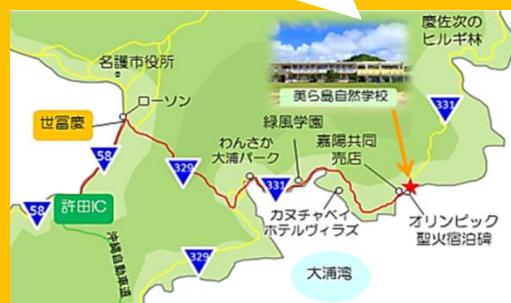 慶佐次の
ヒルギ林
名護市役所
美ら島自然学校
331
ローソン
世冨慶
緑風学園
嘉陽共同
売店
わんさか
大浦パーク
58
329
331
カヌチャベイ
ホテルヴィラズ
オリンピック
聖火宿泊碑
58
許田IC
沖縄自動車道
329
大浦湾